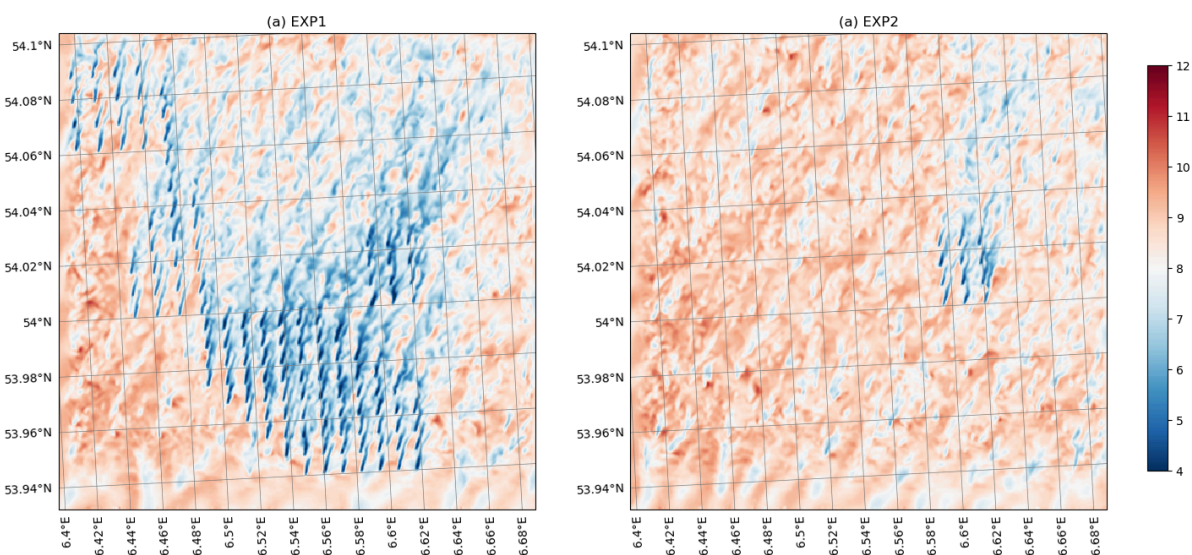 (a) EXP1
54.1°N
54.08°N
54.06°N
54.04°N
54.02°N
54°N
53.98°N
53.96°N
53.94°N
6.4°E
6.42°E
6.44°E
6.46°E
6.48°E
6.5°E
6.52°E
6.54°E
6.56°E
6.58°E
6.6°E
6.62°E
6.64°E
6.66°E
6.68°E
(a) EXP2
54.1°N
54.08°N
54.06°N
54.04°N
54.02°N
54°N
53.98°N
53.96°N
53.94°N
6.4°E
6.42°E
6.44°E
6.46°E
6.48°E
6.5°E
6.52°E
6.54°E
6.56°E
6.58°E
6.6°E
6.62°E
6.64°E
6.66°E
6.68°E
12
11
10
9
8
7
6
5
4